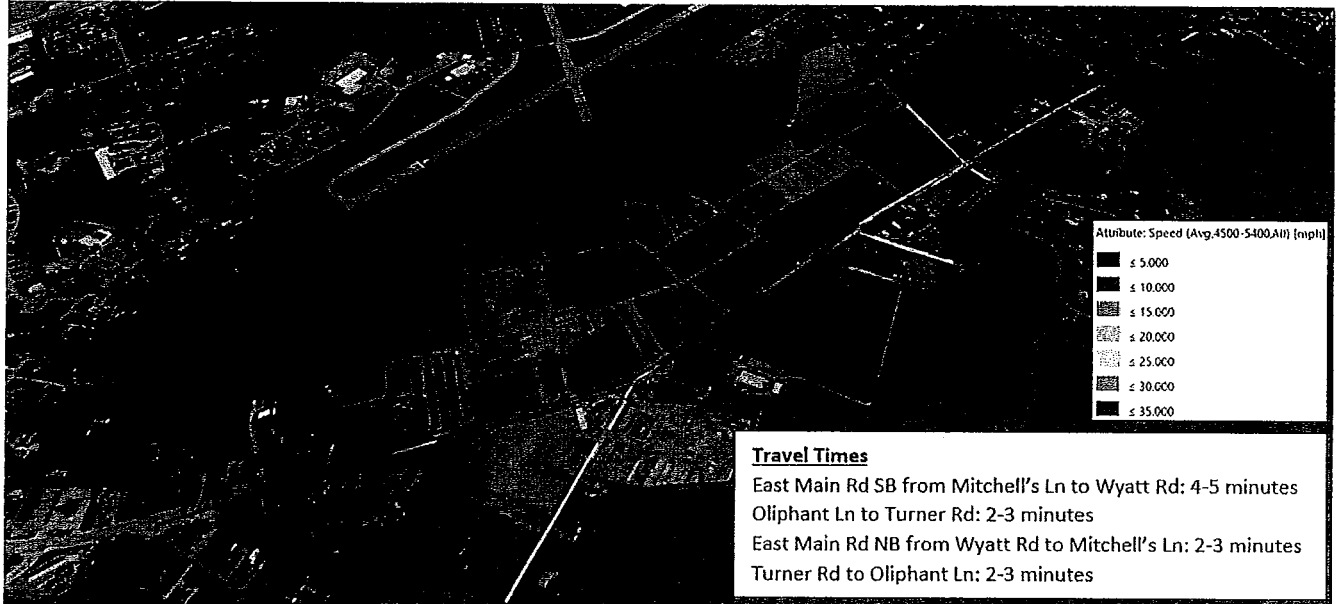 Attribute: Speed (Avg,4500-5400,All) [mph]
≤ 5.000
≤ 10.000
≤ 15.000
≤ 20.000
≤ 25.000
≤ 30.000
≤ 35.000
Travel Times
East Main Rd SB from Mitchell's Ln to Wyatt Rd: 4-5 minutes
Oliphant Ln to Turner Rd: 2-3 minutes
East Main Rd NB from Wyatt Rd to Mitchell's Ln: 2-3 minutes
Turner Rd to Oliphant Ln: 2-3 minutes